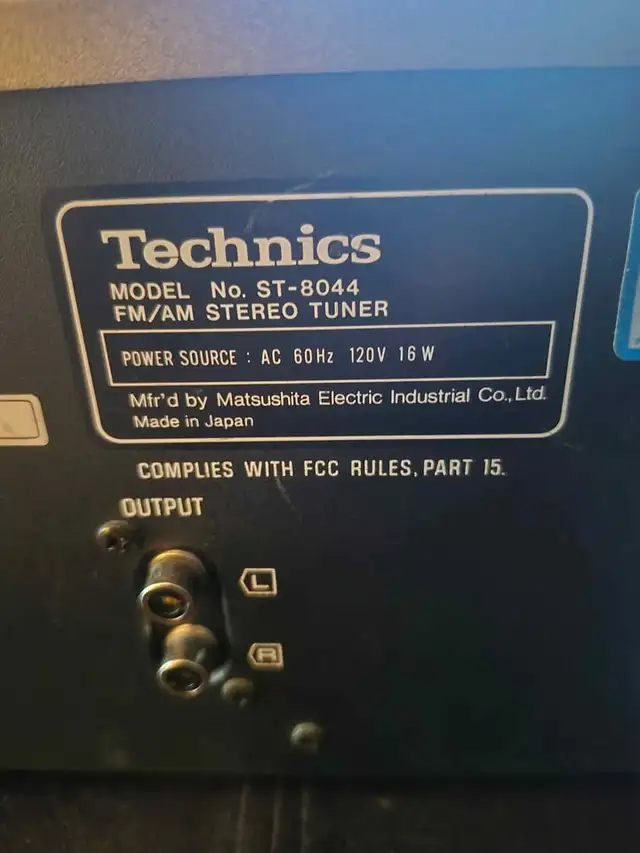 Technics
MODEL No. ST-8044
FM/AM STEREO TUNER
POWER SOURCE : AC 60Hz 120V 16W
Mfr'd by Matsushita Electric Industrial Co., Ltd.
Made in Japan
COMPLIES WITH FCC RULES, PART 15.
OUTPUT
L
R